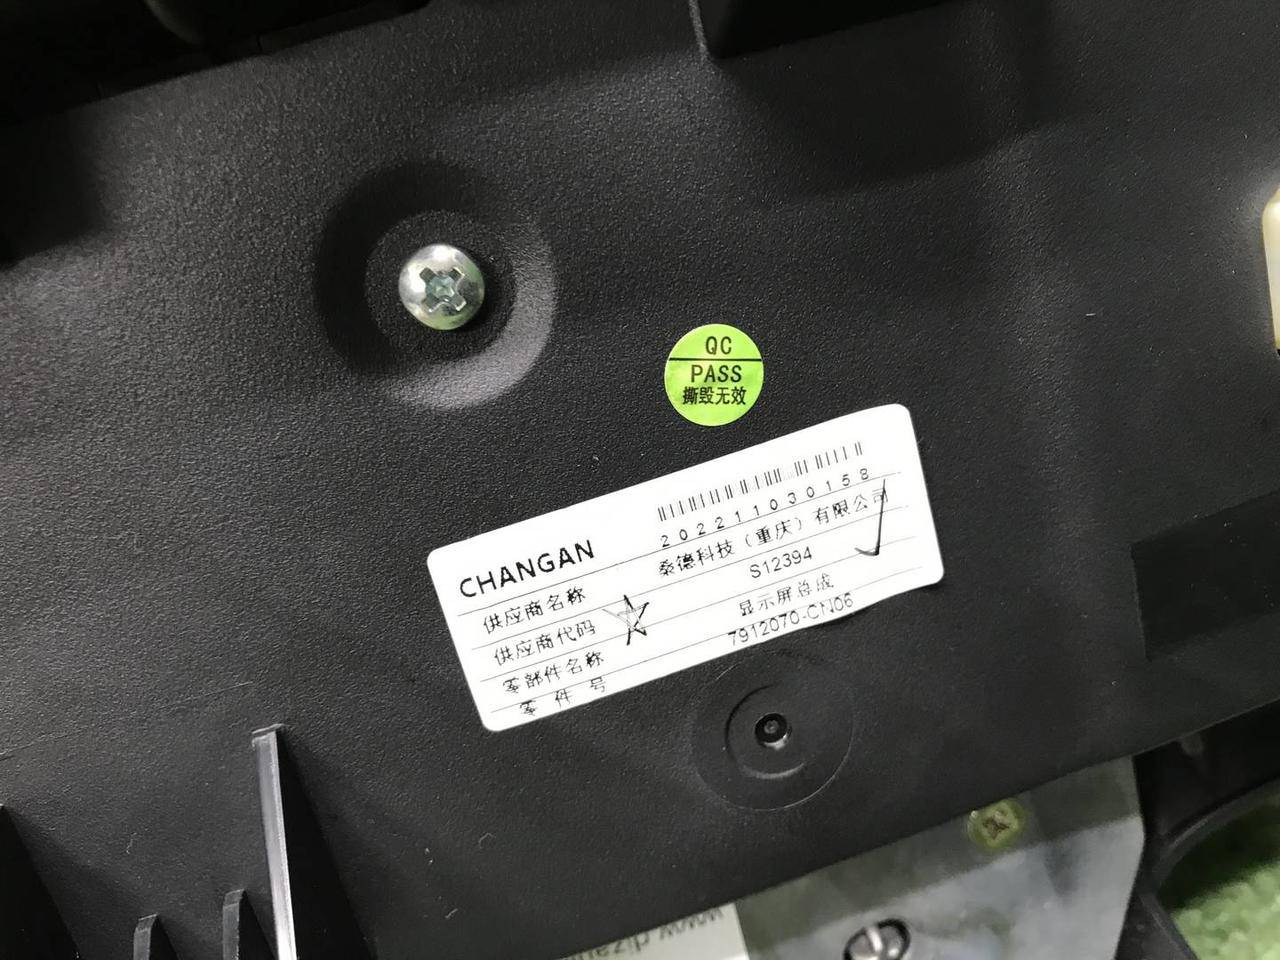 QC
PASS
撕毁无效
202211030158
CHANGAN
供应商名称 泰德科技（重庆）有限公司
供应商代码 S12394
零部件名称 显示屏总成
零 件 号 7912070-CN06